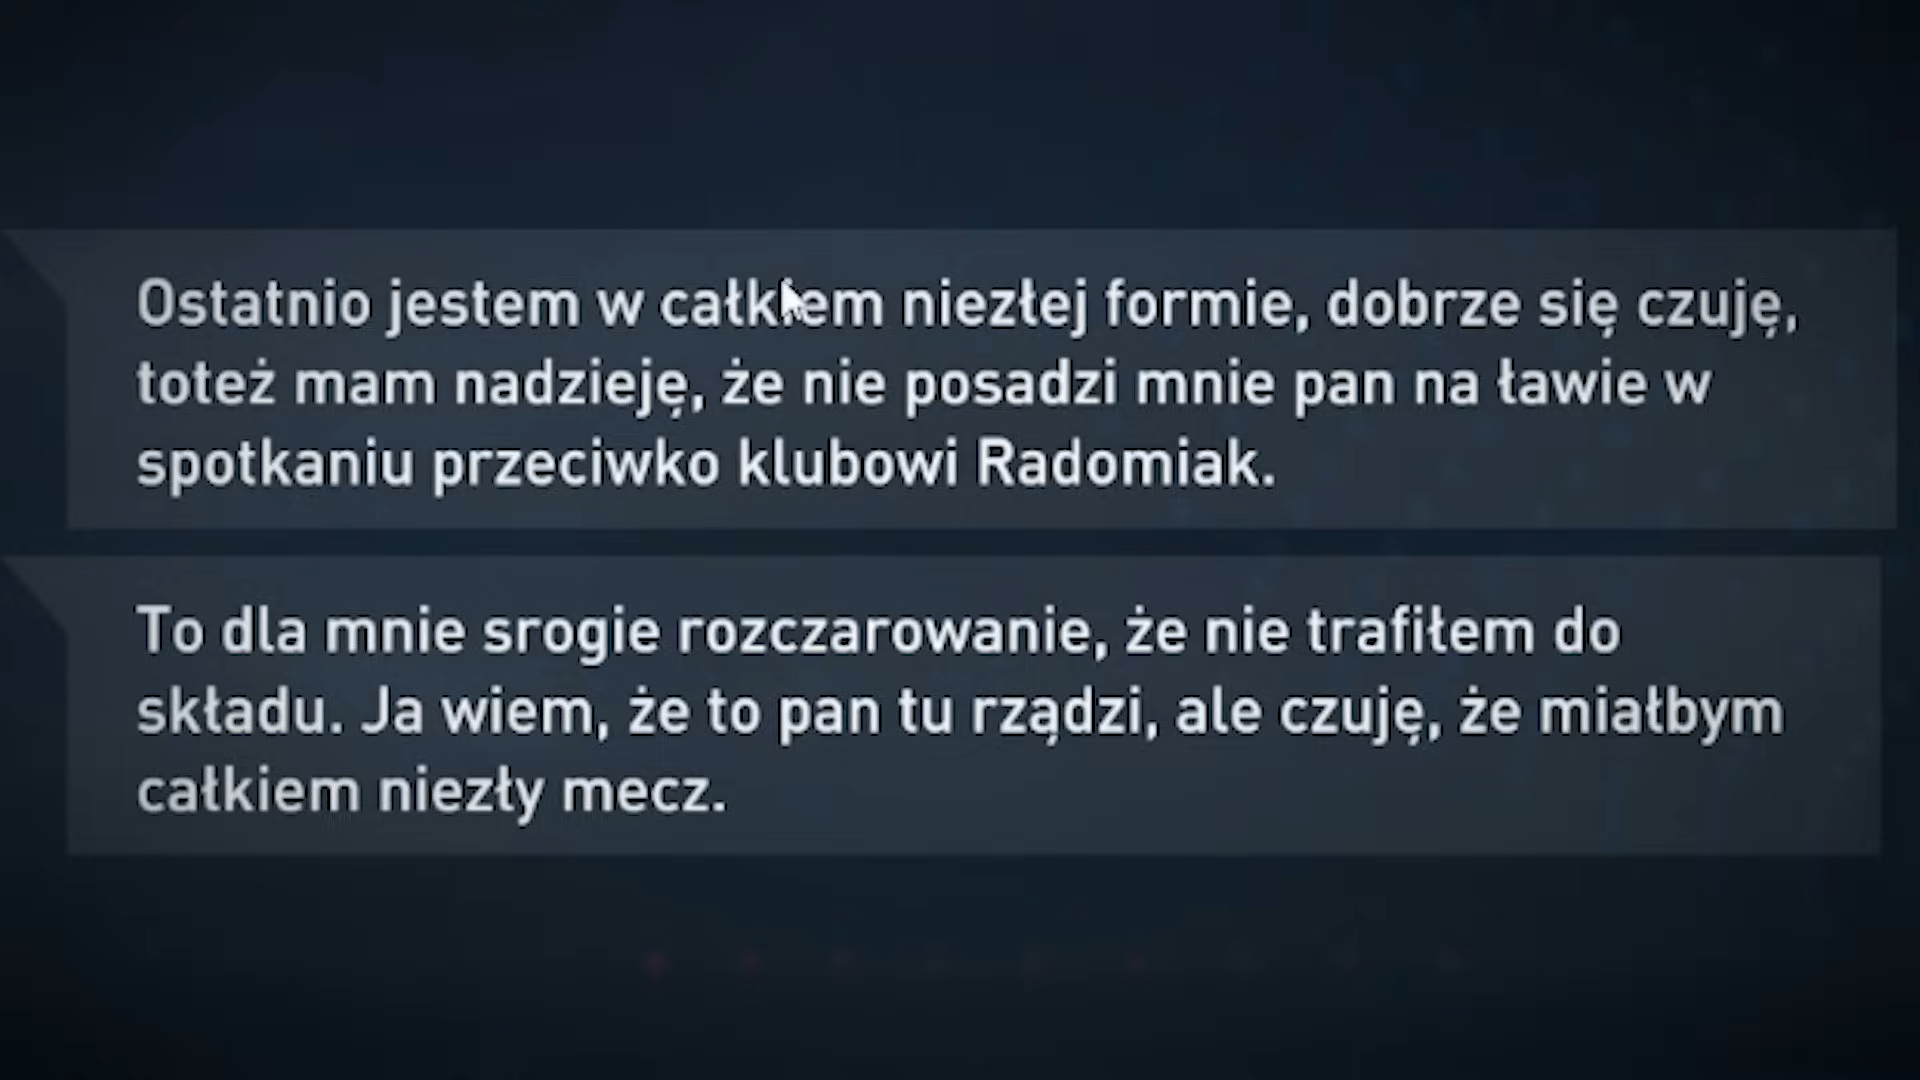 Ostatnio jestem w całkiem niezłej formie, dobrze się czuję,
toteż mam nadzieję, że nie posadzi mnie pan na ławie w
spotkaniu przeciwko klubowi Radomiak.
To dla mnie srogie rozczarowanie, że nie trafiłem do
składu. Ja wiem, że to pan tu rządzi, ale czuję, że miałbym
całkiem niezły mecz.